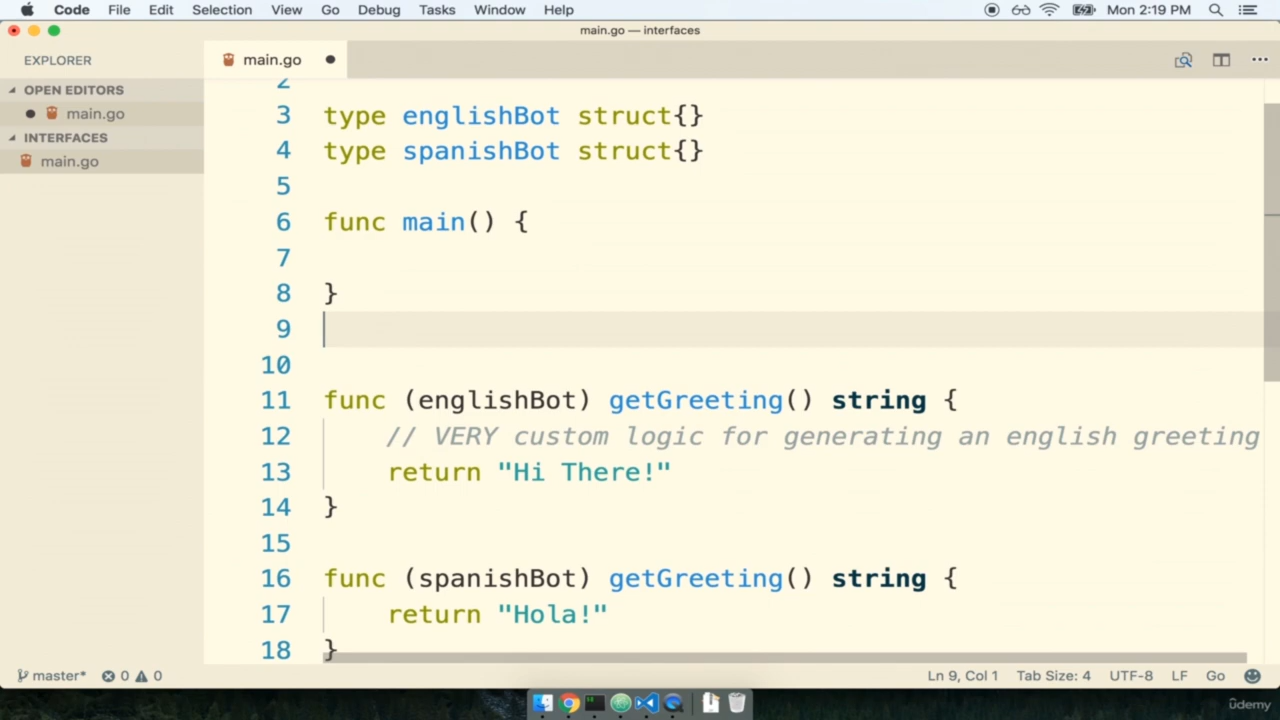 Code File Edit Selection View Go Debug Tasks Window Help Mon 2:19 PM
main.go — interfaces
EXPLORER
main.go
OPEN EDITORS
main.go
INTERFACES
main.go
2
3 type englishBot struct{}
4 type spanishBot struct{}
5
6 func main() {
7
8 }
9
10
11 func (englishBot) getGreeting() string {
12 // VERY custom logic for generating an english greeting
13 return "Hi There!"
14 }
15
16 func (spanishBot) getGreeting() string {
17 return "Hola!"
18 }
master* 0 0 Ln 9, Col 1 Tab Size: 4 UTF-8 LF Go
ûdemy